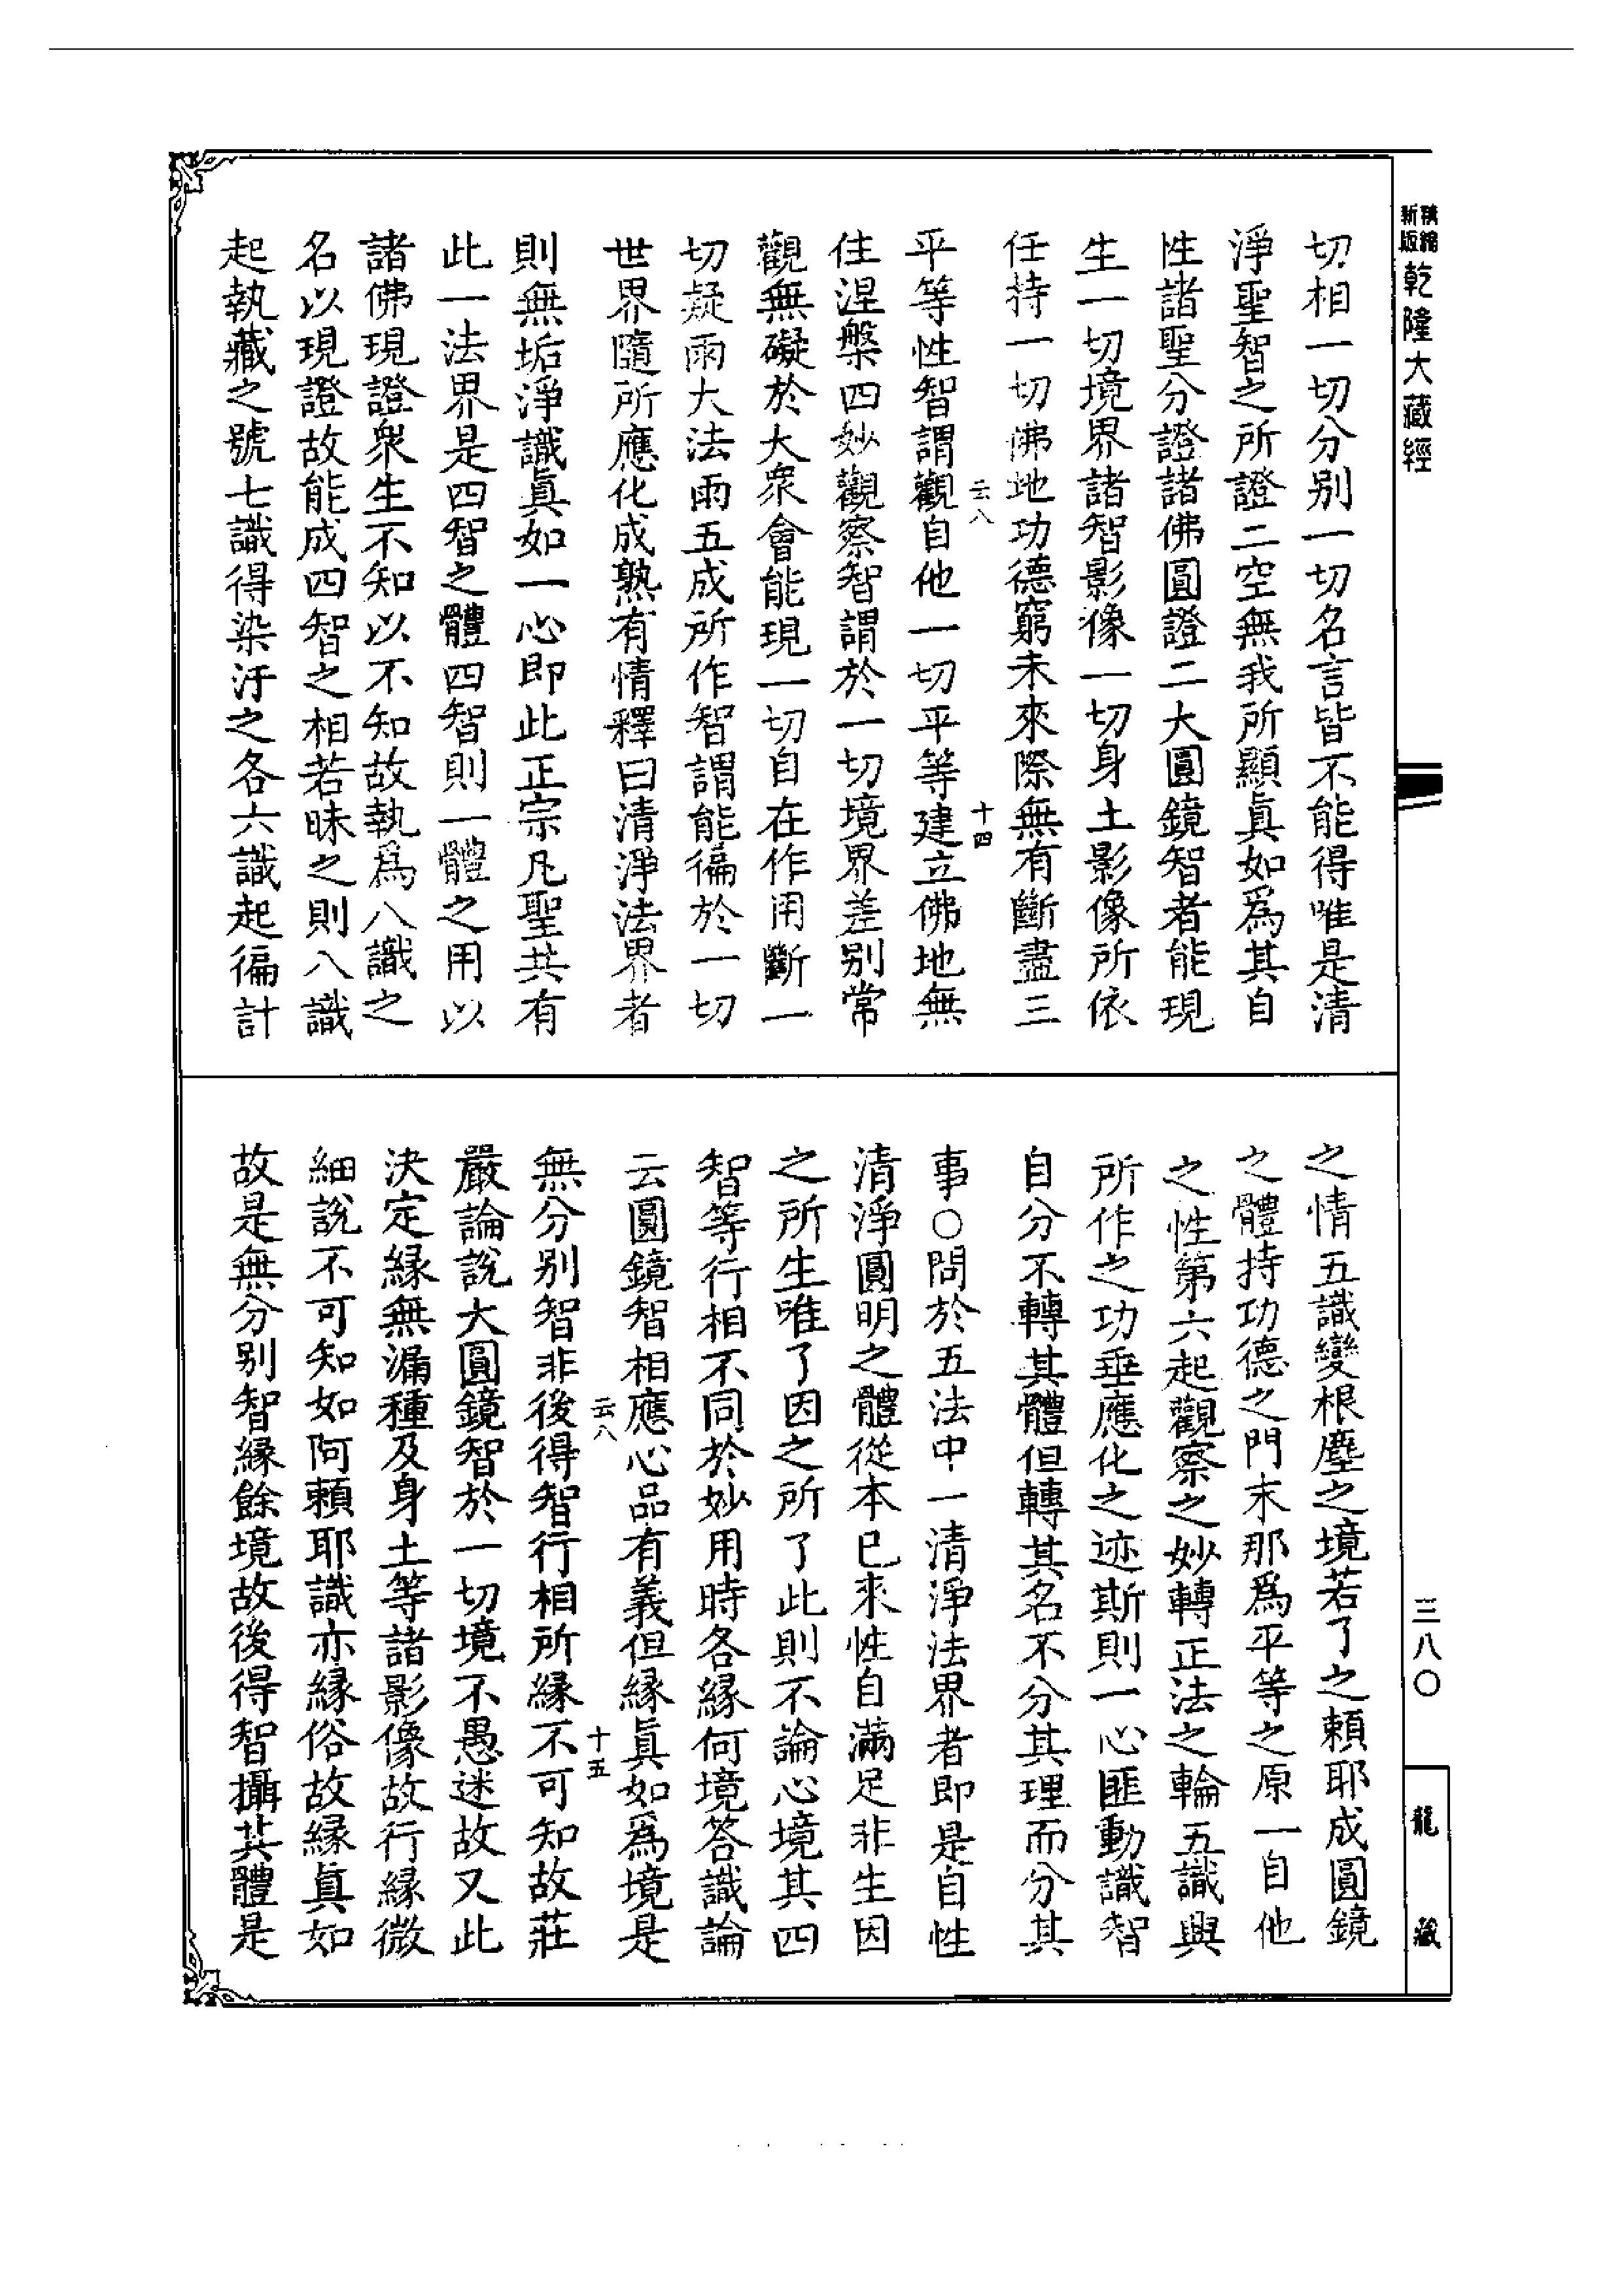 新版精縮乾隆大藏經
切相一切分别一切名言皆不能得唯是清
淨聖智之所證二空無我所顯眞如爲其自
性諸聖分證諸佛圓證二大圓鏡智者能現
生一切境界諸智影像一切身土影像所依
任持一切佛地功德窮未來際無有斷盡三
云八 十四
平等性智謂觀自他一切平等建立佛地無
住涅槃四妙觀察智謂於一切境界差别常
觀無礙於大衆會能現一切自在作用斷一
切疑雨大法雨五成所作智謂能徧於一切
世界隨所應化成熟有情釋曰清淨法界者
則無垢淨識眞如一心即此正宗凡聖共有
此一法界是四智之體四智則一體之用以
諸佛現證衆生不知以不知故執爲八識之
名以現證故能成四智之相若昧之則八識
起執藏之號七識得染汙之名六識起徧計
之情五識變根塵之境若了之頼耶成圓鏡
之體持功德之門末那爲平等之原一自他
之性第六起觀察之妙轉正法之輪五識興
所作之功垂應化之迹斯則一心匪動識智
自分不轉其體但轉其名不分其理而分其
事○問於五法中一清淨法界者即是自性
清淨圓明之體從本已來性自滿足非生因
之所生唯了因之所了此則不論心境其四
智等行相不同於妙用時各縁何境答識論
云圓鏡智相應心品有義但縁眞如爲境是
云八 十五
無分别智非後得智行相所縁不可知故莊
嚴論說大圓鏡智於一切境不愚迷故又此
決定縁無漏種及身土等諸影像故行縁微
細說不可知如阿頼耶識亦縁俗故縁眞如
故是無分别智縁餘境故後得智攝其體是
三八○
龍藏